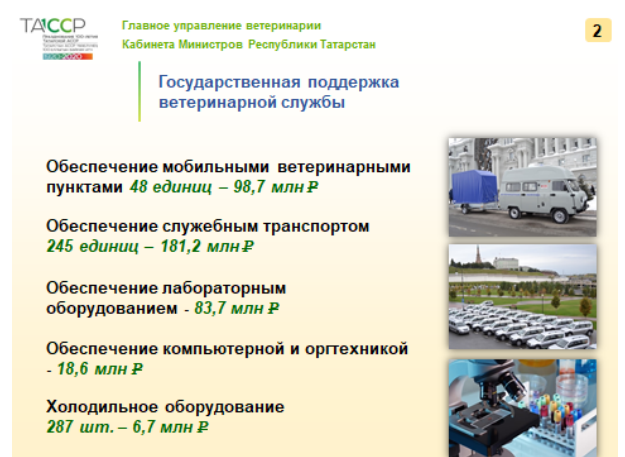 ТАССР
Главное управление ветеринарии
Кабинета Министров Республики Татарстан
2
1920-2020
Государственная поддержка
ветеринарной службы
Обеспечение мобильными ветеринарными
пунктами 48 единиц – 98,7 млн ₽
Обеспечение служебным транспортом
245 единиц – 181,2 млн ₽
Обеспечение лабораторным
оборудованием - 83,7 млн ₽
Обеспечение компьютерной и оргтехникой
- 18,6 млн ₽
Холодильное оборудование
287 шт. – 6,7 млн ₽